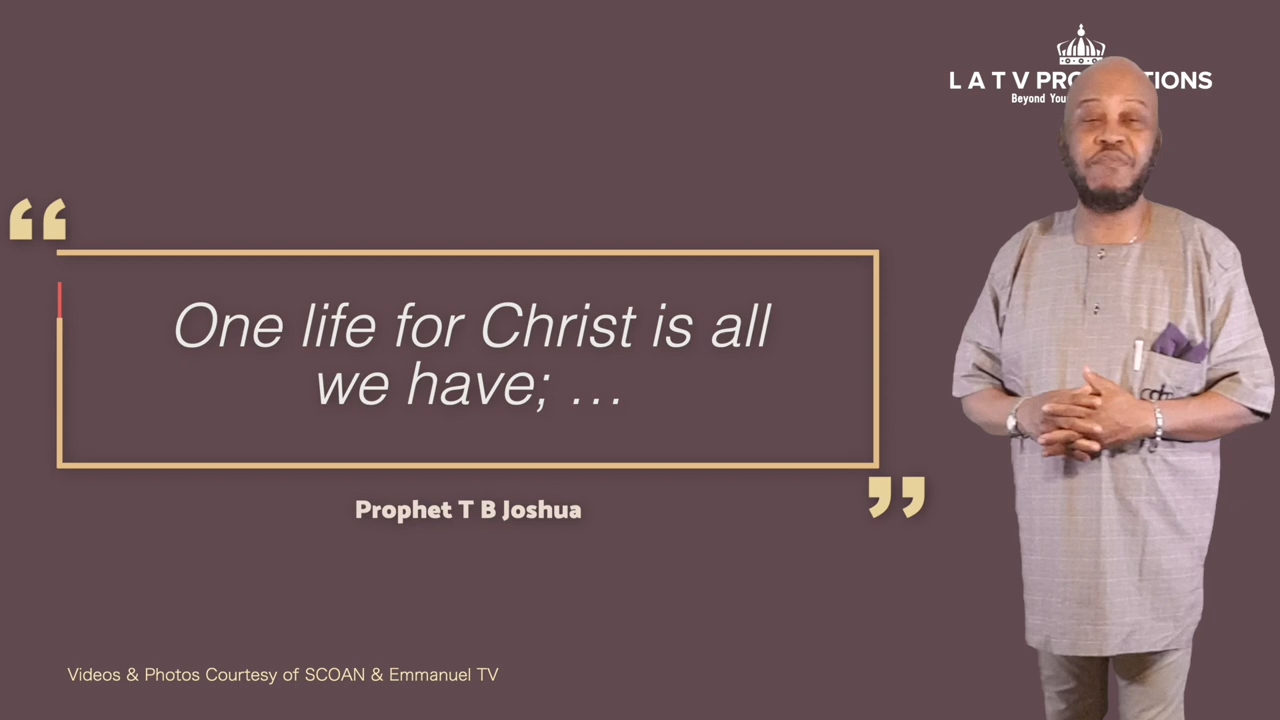 L A T V PRO TIONS
Beyond You
One life for Christ is all
we have; …
Prophet T B Joshua
Videos & Photos Courtesy of SCOAN & Emmanuel TV